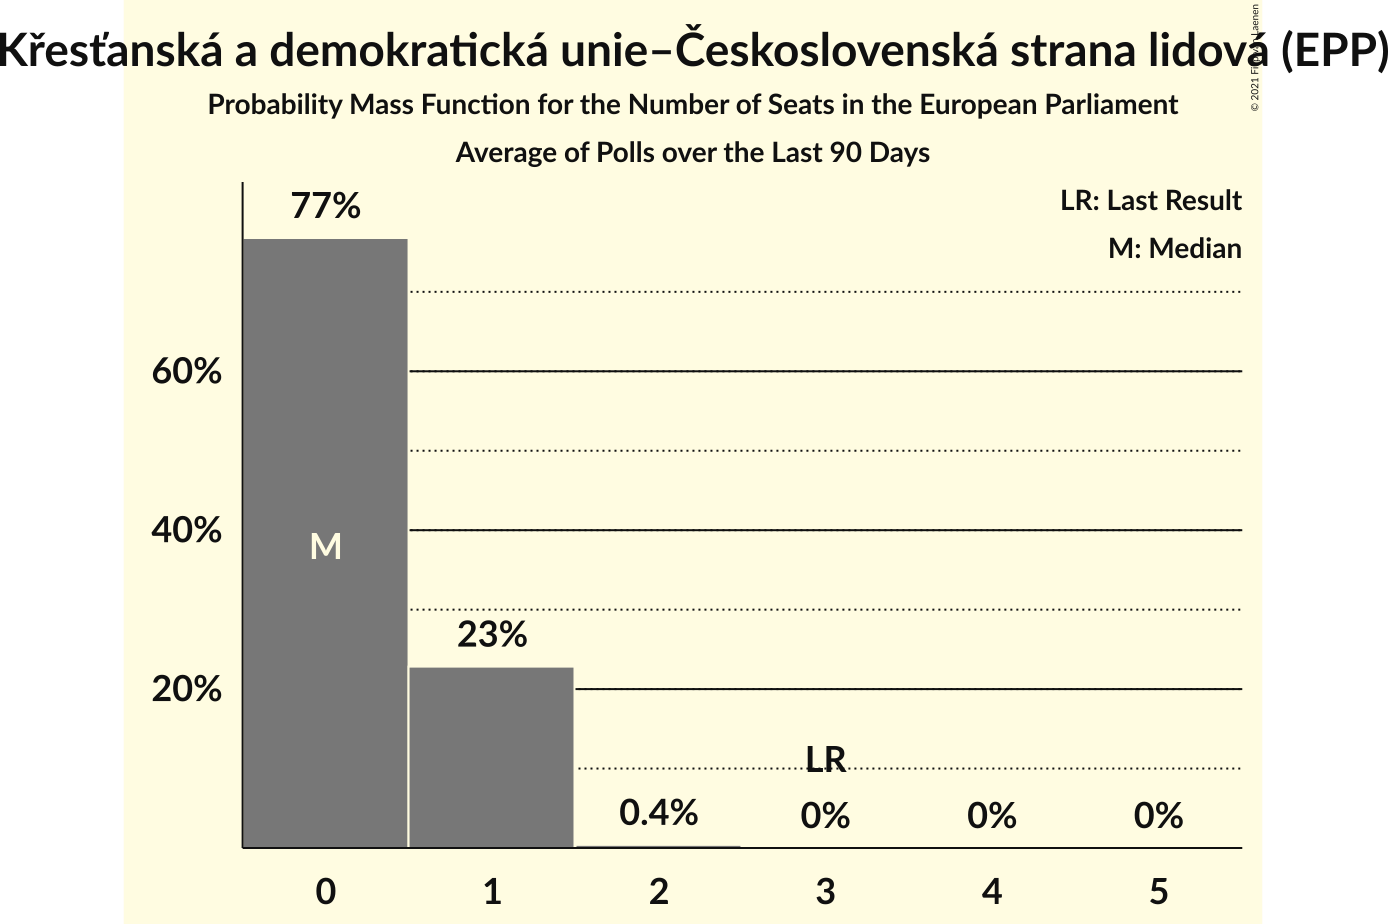 Křesťanská a demokratická unie–Československá strana lidová (EPP)
Probability Mass Function for the Number of Seats in the European Parliament
Average of Polls over the Last 90 Days
LR: Last Result
M: Median
77%
60%
40%
M
23%
20%
LR
0.4%
0%
0%
0%
0
1
2
3
4
5
© 2021 Laenen